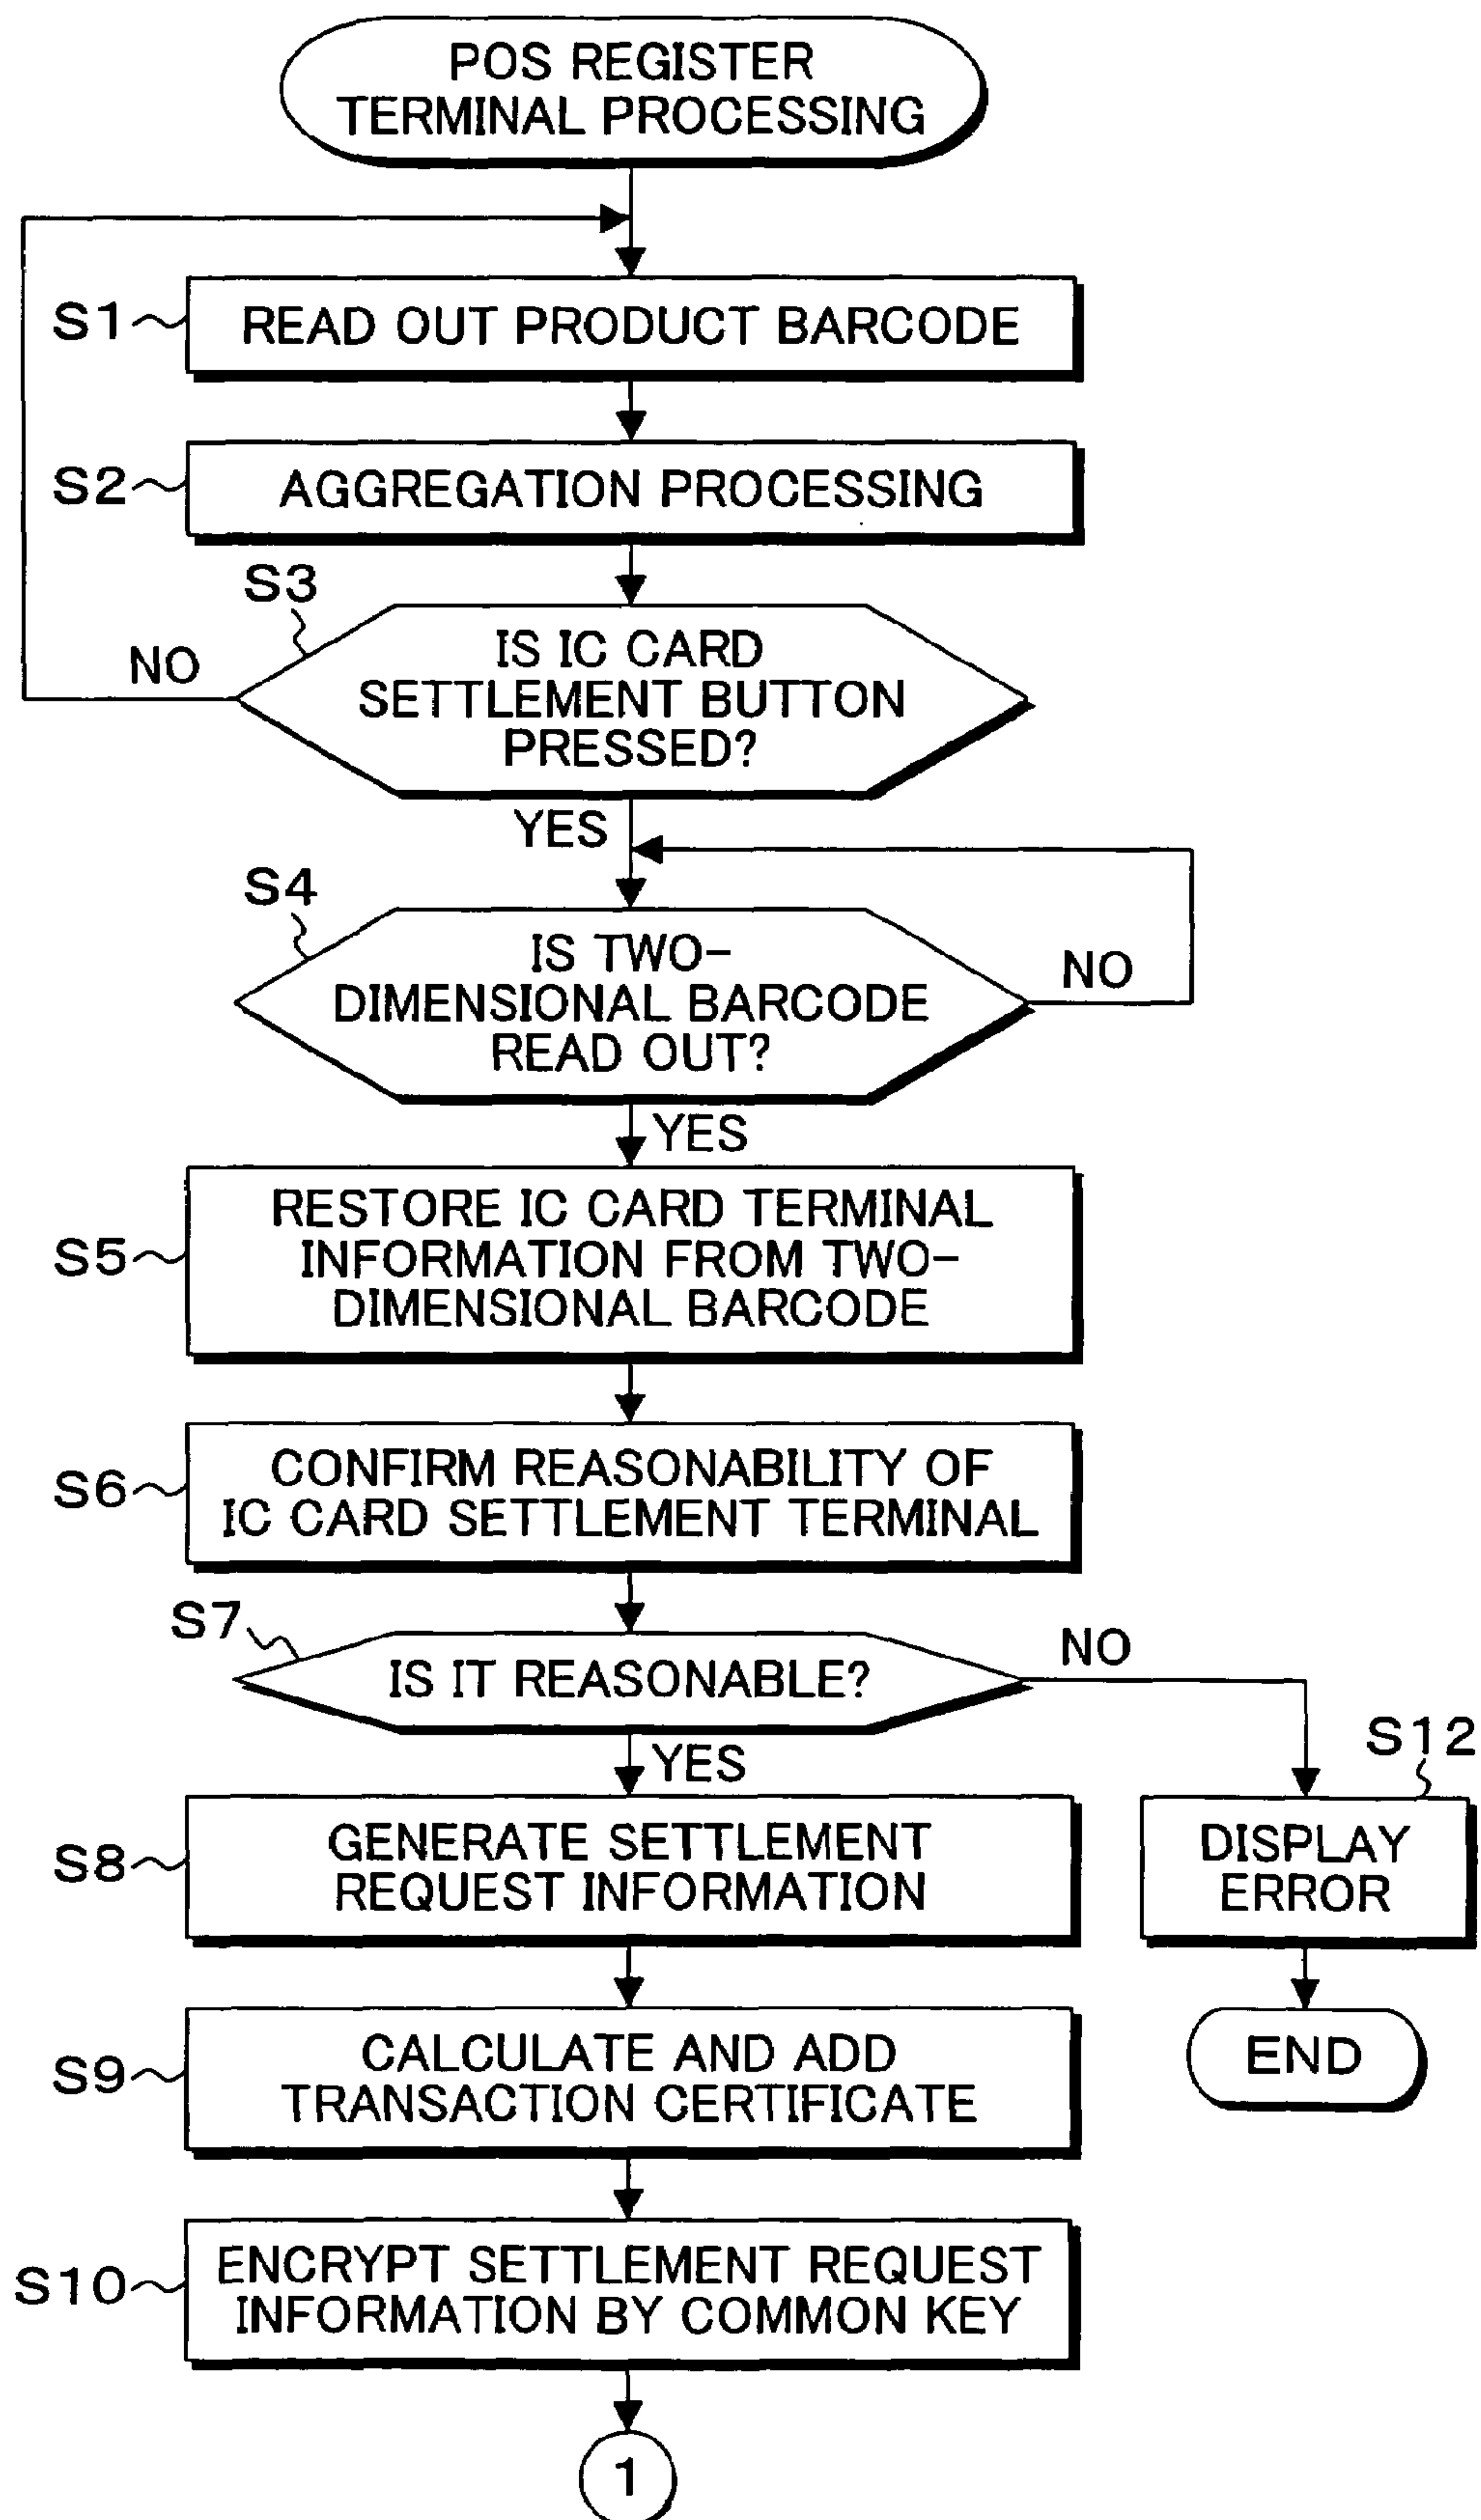 POS REGISTER
TERMINAL PROCESSING
S1
READ OUT PRODUCT BARCODE
S2
AGGREGATION PROCESSING
S3
IS IC CARD
SETTLEMENT BUTTON
PRESSED?
NO
YES
S4
IS TWO-
DIMENSIONAL BARCODE
READ OUT?
NO
YES
S5
RESTORE IC CARD TERMINAL
INFORMATION FROM TWO-
DIMENSIONAL BARCODE
S6
CONFIRM REASONABILITY OF
IC CARD SETTLEMENT TERMINAL
S7
IS IT REASONABLE?
NO
YES
S12
DISPLAY
ERROR
END
S8
GENERATE SETTLEMENT
REQUEST INFORMATION
S9
CALCULATE AND ADD
TRANSACTION CERTIFICATE
S10
ENCRYPT SETTLEMENT REQUEST
INFORMATION BY COMMON KEY
1